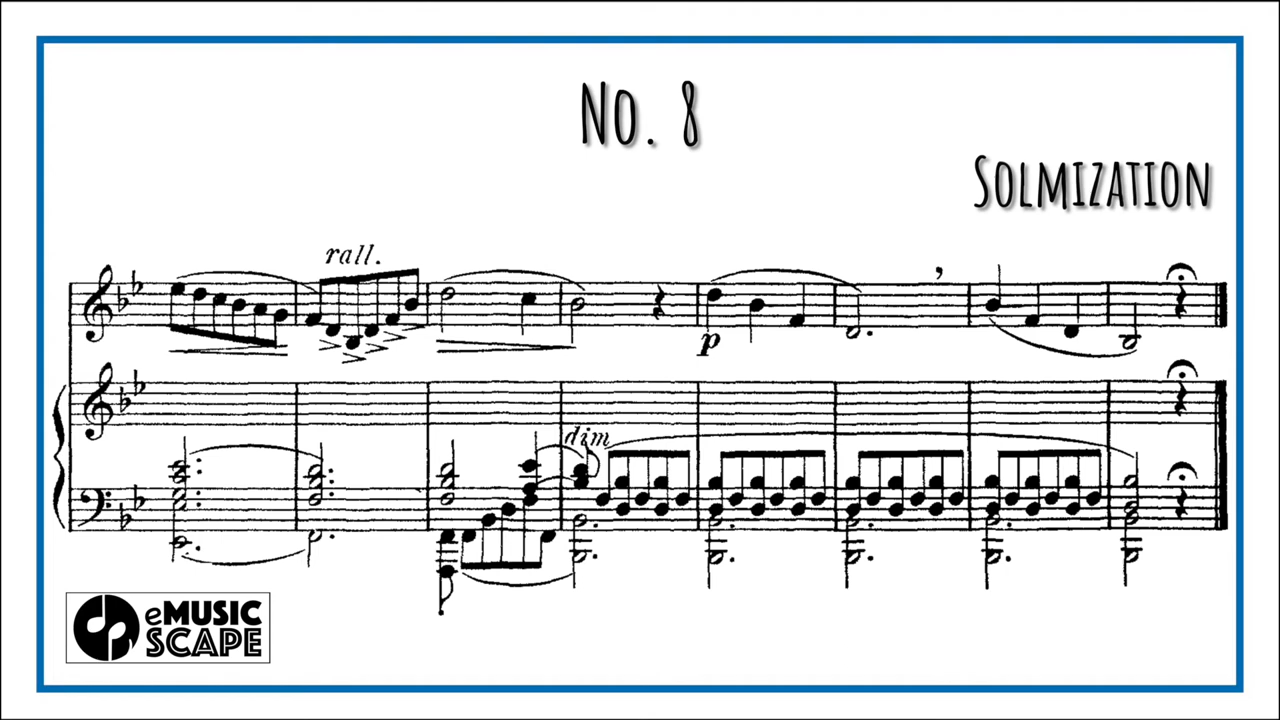 No. 8
Solmization
rall.
p
dim
eMUSIC
SCAPE